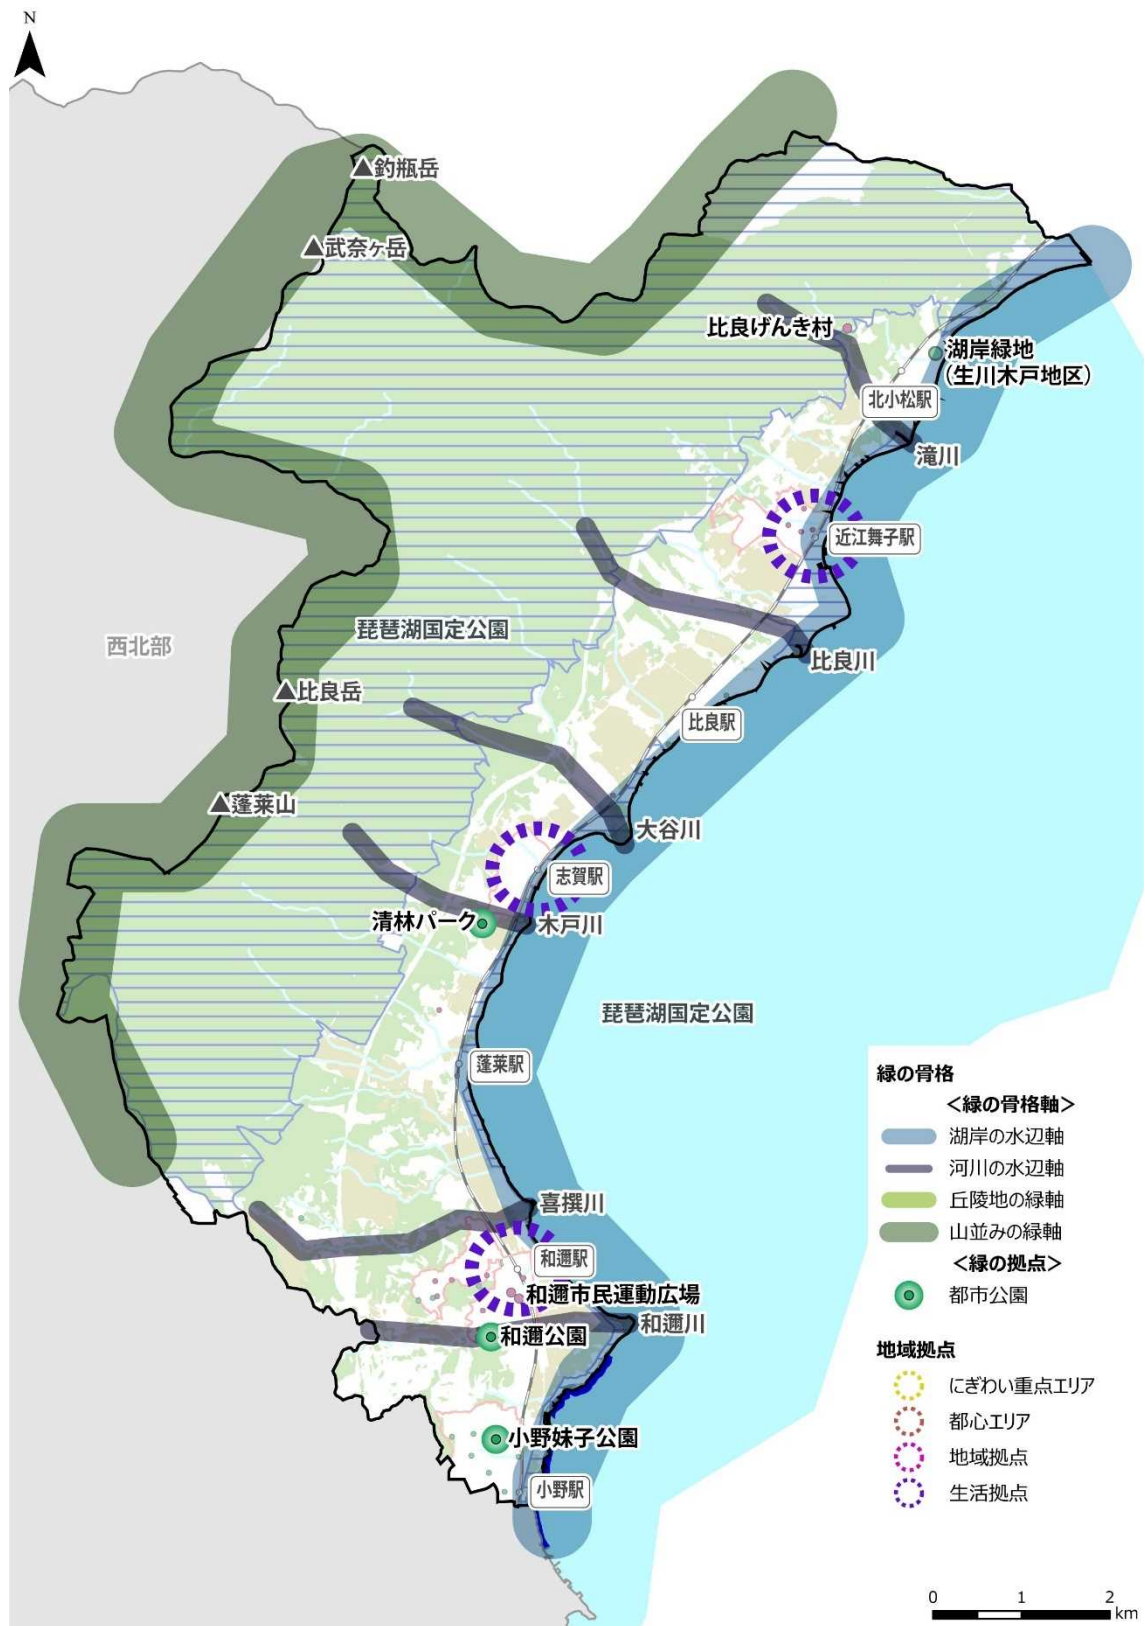 N
▲釣瓶岳
▲武奈ヶ岳
比良げんき村
湖岸緑地
(生川木戸地区)
北小松駅
滝川
近江舞子駅
琵琶湖国定公園
西北部
比良川
▲比良岳
比良駅
▲蓬莱山
大谷川
志賀駅
清林パーク
木戸川
琵琶湖国定公園
蓬莱駅
喜撰川
和邇駅
和邇市民運動広場
和邇川
和邇公園
小野妹子公園
小野駅
緑の骨格
<緑の骨格軸>
湖岸の水辺軸
河川の水辺軸
丘陵地の緑軸
山並みの緑軸
<緑の拠点>
都市公園
地域拠点
にぎわい重点エリア
都心エリア
地域拠点
生活拠点
0 1 2
km